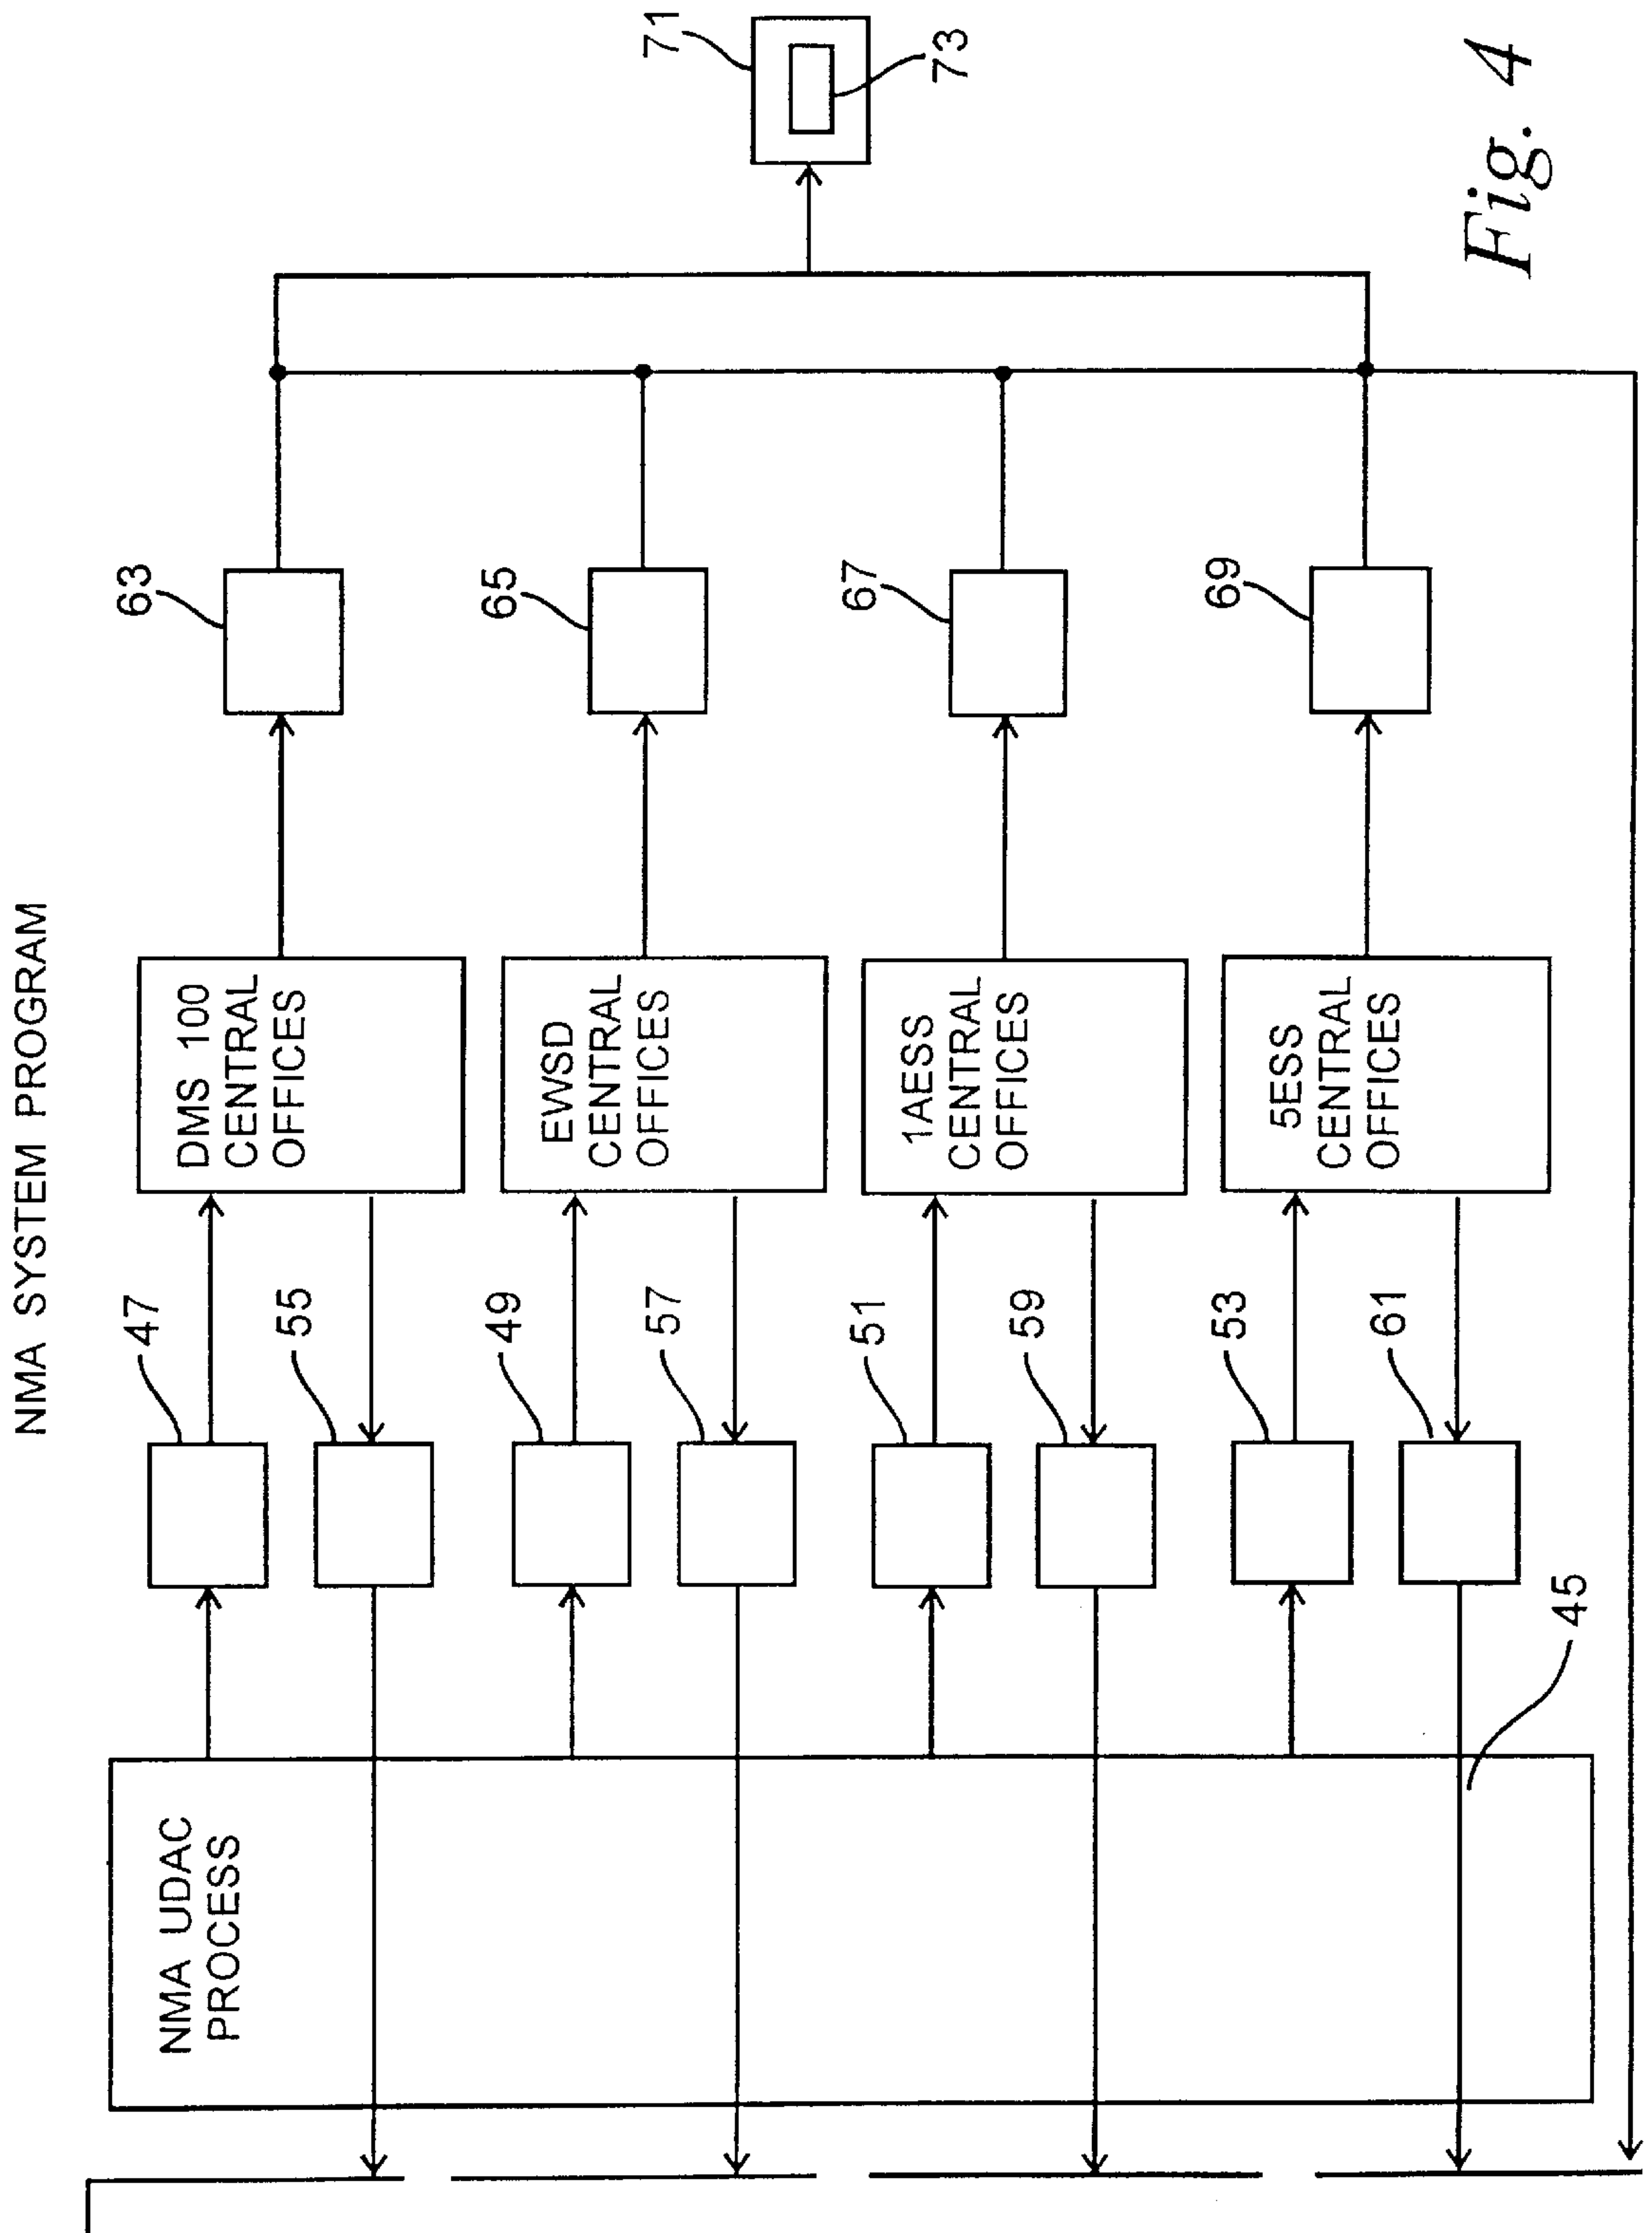 NMA SYSTEM PROGRAM
NMA UDAC
PROCESS
45
47
55
49
57
51
59
53
61
DMS 100
CENTRAL
OFFICES
EWSD
CENTRAL
OFFICES
1AESS
CENTRAL
OFFICES
5ESS
CENTRAL
OFFICES
63
65
67
69
71
73
Fig. 4